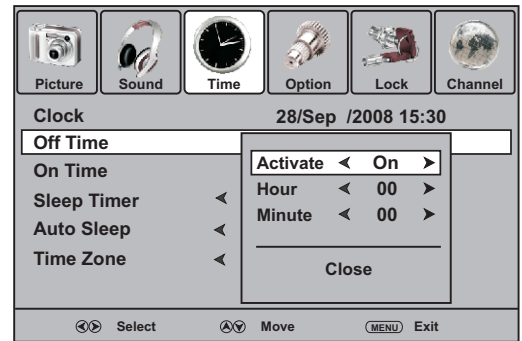 Picture Sound Time Option Lock Channel
Clock 28/Sep /2008 15:30
Off Time
Activate On
On Time
Hour 00
Sleep Timer
Minute 00
Auto Sleep
Time Zone
Close
Select Move MENU Exit